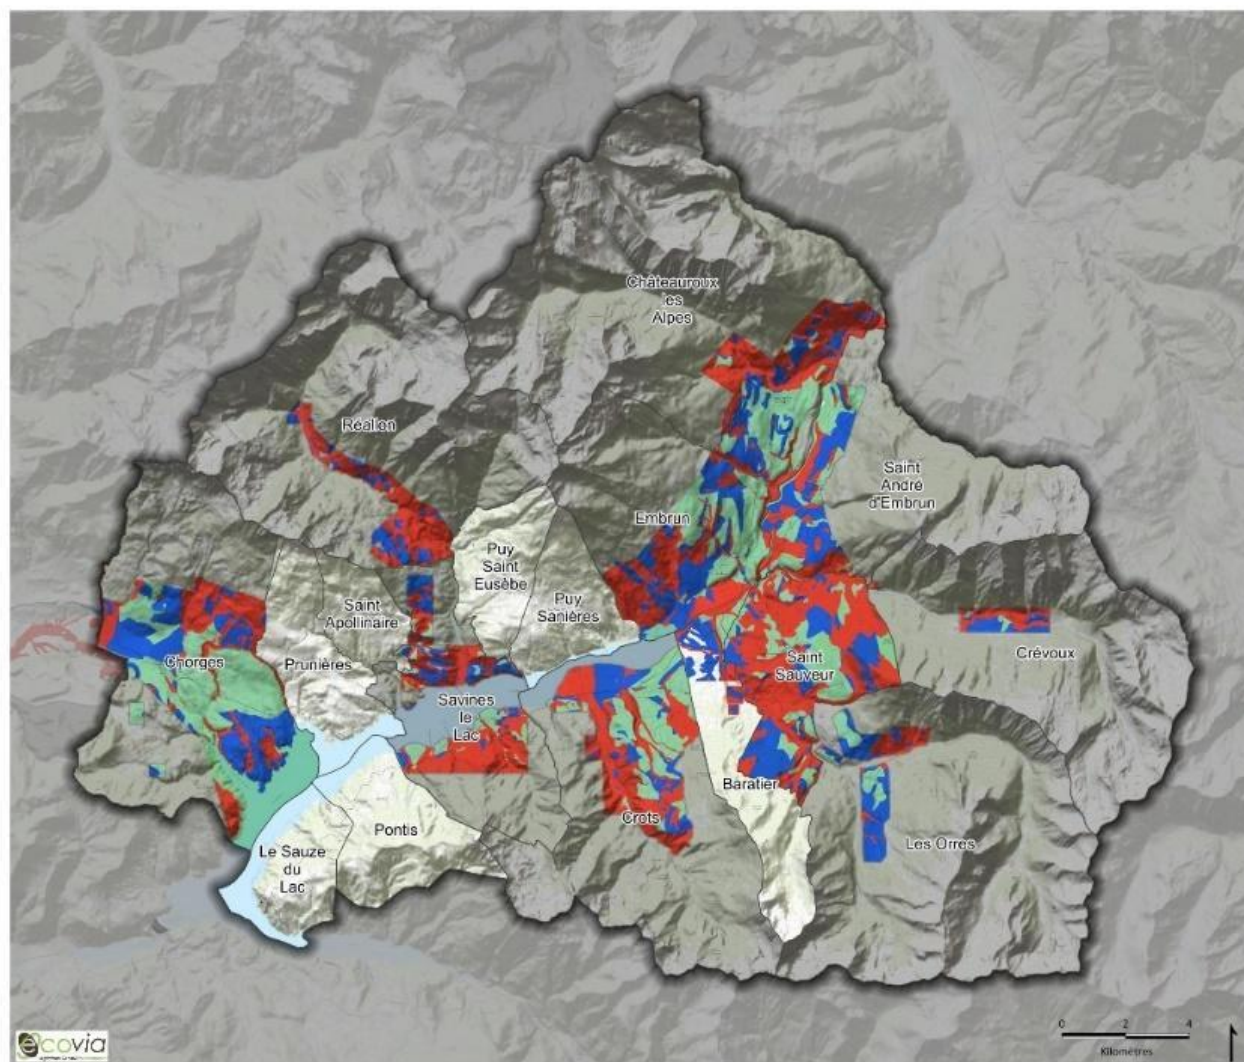 Châteauroux
les
Alpes
Réallon
Saint
André
d'Embrun
Embrun
Puy
Saint
Eusèbe
Puy
Sanières
Saint
Apollinaire
Chorges
Prunières
Saint
Sauveur
Crévoux
Savines
le
Lac
Baratier
Crots
Pontis
Les Orres
Le Sauze
du
Lac
ecovia
0 2 4
Kilomètres